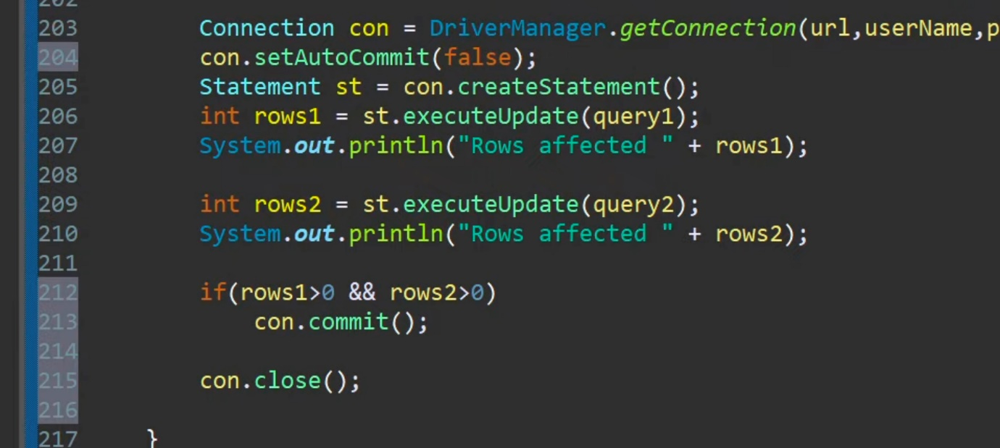 203 Connection con = DriverManager.getConnection(url,userName,p
204 con.setAutoCommit(false);
205 Statement st = con.createStatement();
206 int rows1 = st.executeUpdate(query1);
207 System.out.println("Rows affected " + rows1);
208
209 int rows2 = st.executeUpdate(query2);
210 System.out.println("Rows affected " + rows2);
211
212 if(rows1>0 && rows2>0)
213 con.commit();
214
215 con.close();
216
217 }